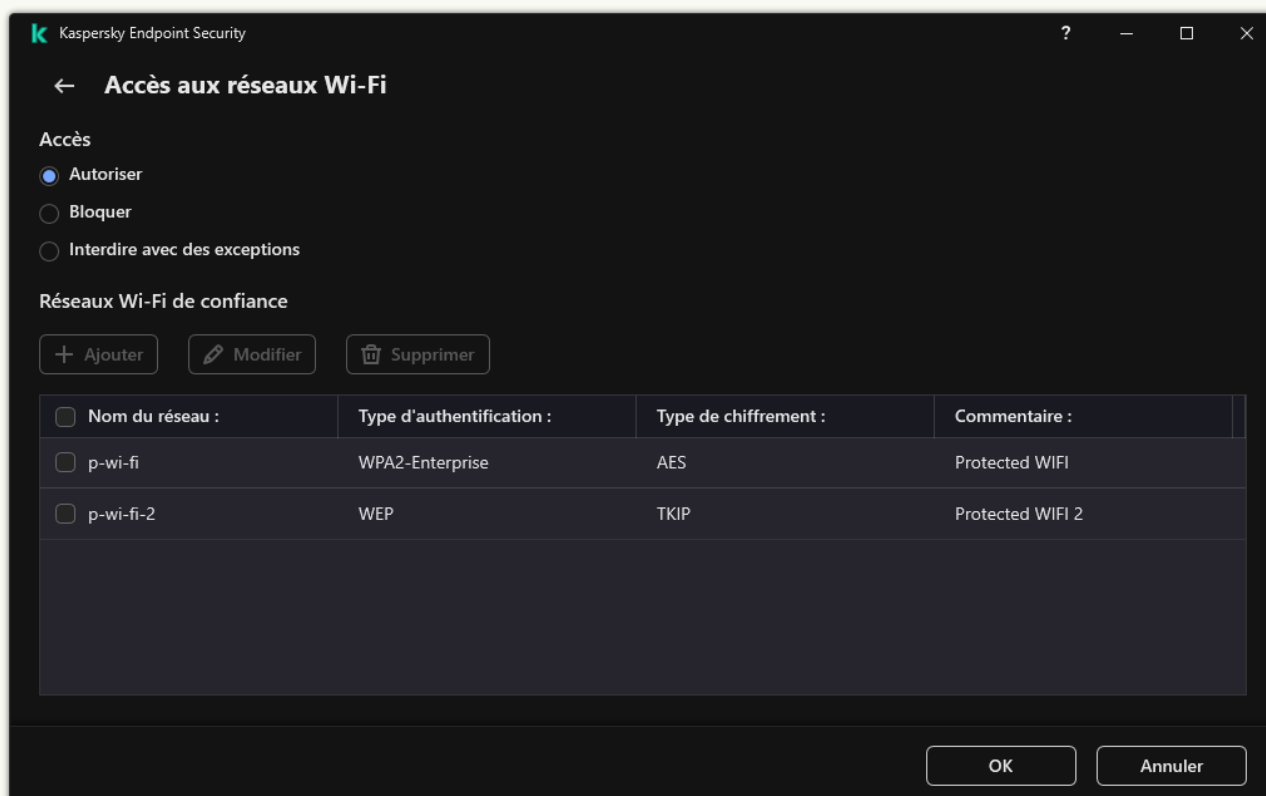 Kaspersky Endpoint Security ?
Accès aux réseaux Wi-Fi
Accès
Autoriser
Bloquer
Interdire avec des exceptions
Réseaux Wi-Fi de confiance
Ajouter Modifier Supprimer
Nom du réseau : Type d'authentification : Type de chiffrement : Commentaire :
p-wi-fi WPA2-Enterprise AES Protected WIFI
p-wi-fi-2 WEP TKIP Protected WIFI 2
OK Annuler